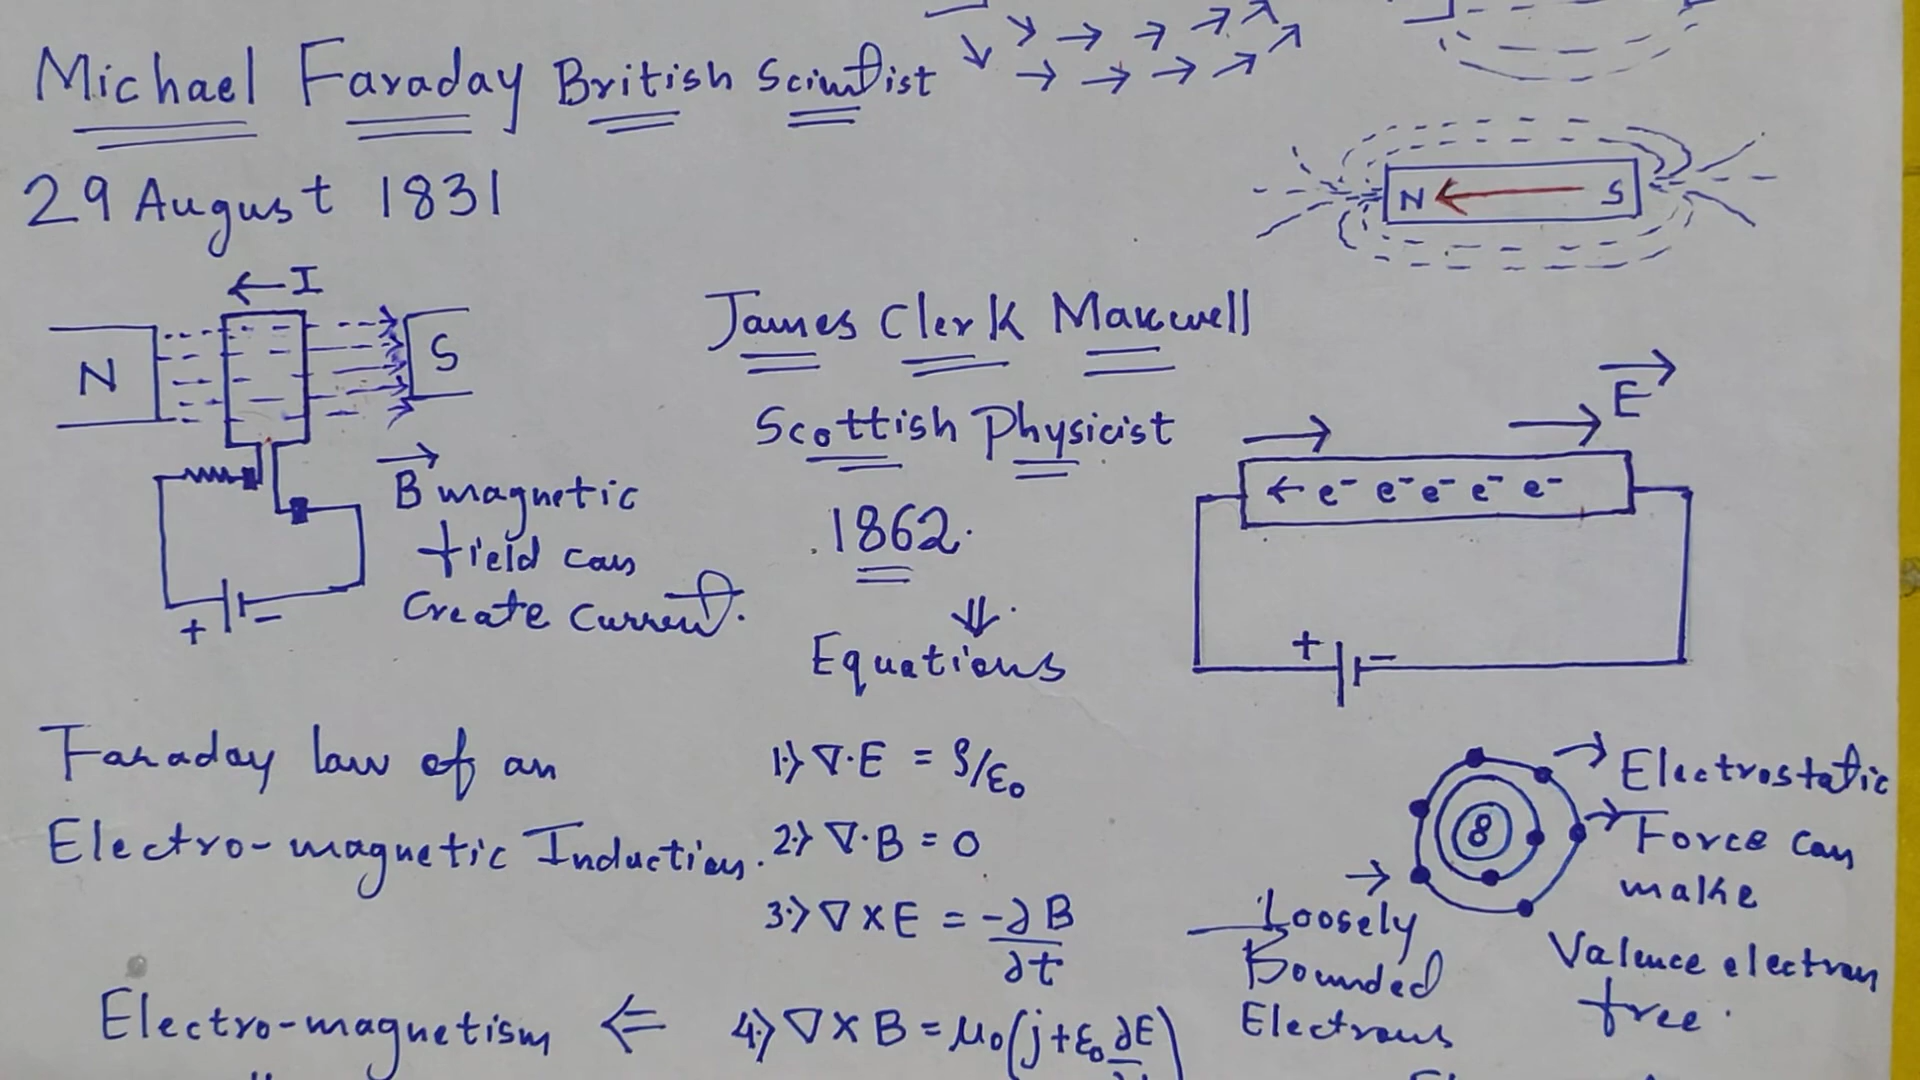 Michael Faraday British Scientist
29 August 1831
N S
← I
N S
B magnetic
field can
create current.
+ -
James Clerk Maxwell
Scottish Physicist
1862.
⇓
Equations
1.) ∇·E = ρ/ε₀
2.) ∇·B = 0
3.) ∇×E = -∂B/∂t
4.) ∇×B = μ₀(j+ε₀ ∂E
E
← e⁻ e⁻ e⁻ e⁻ e⁻
+ -
Faraday law of an
Electro-magnetic Induction.
Electro-magnetism ⇐
8
→ Electrostatic
→ Force can
make
Valence electron
free.
→ Loosely
Bounded
Electrons